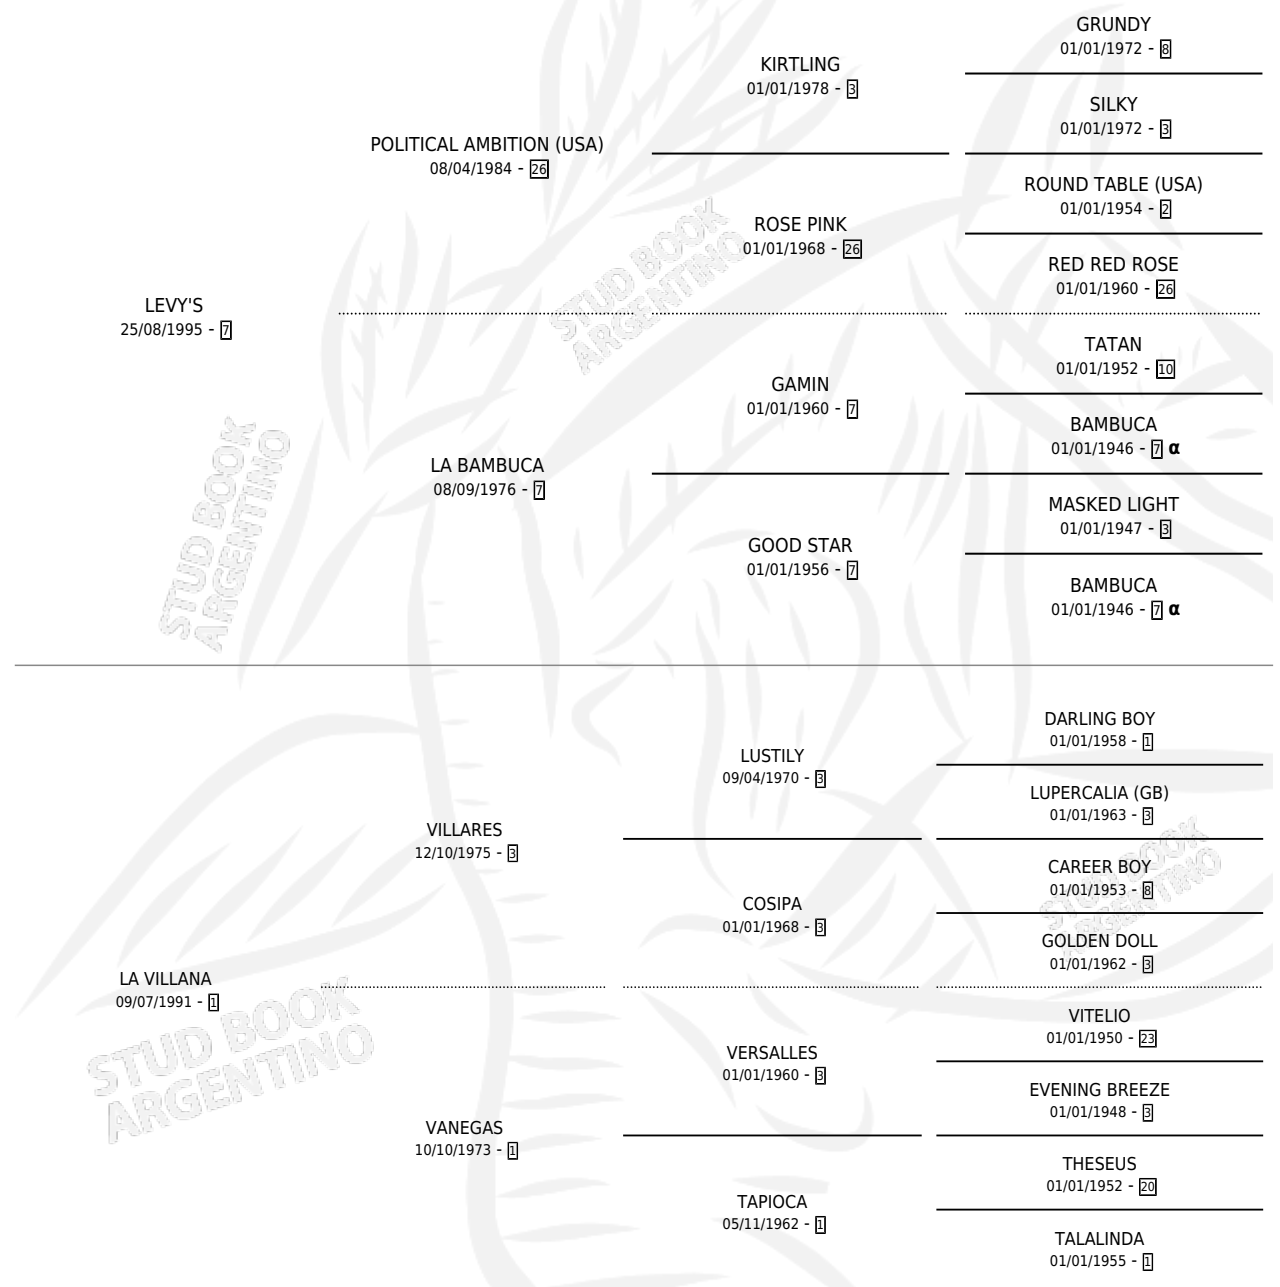 GRUNDY
01/01/1972 - 8
KIRTLING
01/01/1978 - 3
SILKY
01/01/1972 - 3
POLITICAL AMBITION (USA)
08/04/1984 - 26
ROUND TABLE (USA)
01/01/1954 - 2
ROSE PINK
01/01/1968 - 26
RED RED ROSE
01/01/1960 - 26
LEVY'S
25/08/1995 - 7
TATAN
01/01/1952 - 10
GAMIN
01/01/1960 - 7
BAMBUCA
01/01/1946 - 7 α
LA BAMBUCA
08/09/1976 - 7
MASKED LIGHT
01/01/1947 - 3
GOOD STAR
01/01/1956 - 7
BAMBUCA
01/01/1946 - 7 α
STUD BOOK
ARGENTINO
STUD BOOK
ARGENTINO
DARLING BOY
01/01/1958 - 1
LUSTILY
09/04/1970 - 3
LUPERCALIA (GB)
01/01/1963 - 3
VILLARES
12/10/1975 - 3
CAREER BOY
01/01/1953 - 8
COSIPA
01/01/1968 - 3
GOLDEN DOLL
01/01/1962 - 3
LA VILLANA
09/07/1991 - 1
VITELIO
01/01/1950 - 23
VERSALLES
01/01/1960 - 3
EVENING BREEZE
01/01/1948 - 3
VANEGAS
10/10/1973 - 1
THESEUS
01/01/1952 - 20
TAPIOCA
05/11/1962 - 1
TALALINDA
01/01/1955 - 1
STUD BOOK
ARGENTINO
STUD BOOK
ARGENTINO